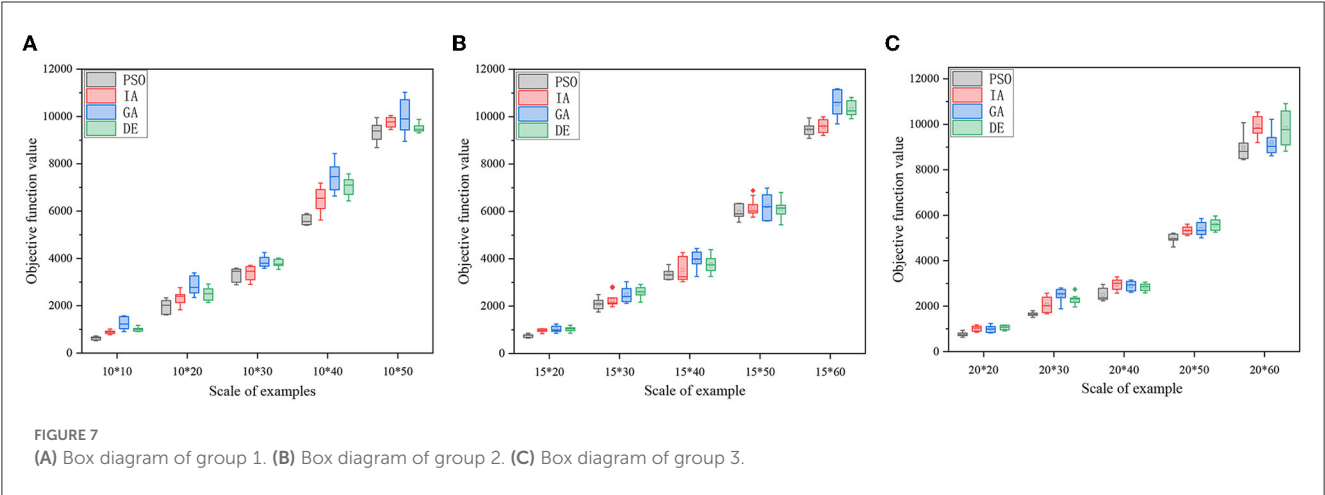 A
B
C
12000
10000
8000
6000
4000
2000
0
Objective function value
PSO
IA
GA
DE
10*10
10*20
10*30
10*40
10*50
Scale of examples
12000
10000
8000
6000
4000
2000
0
Objective function value
PSO
IA
GA
DE
15*20
15*30
15*40
15*50
15*60
Scale of example
12000
10000
8000
6000
4000
2000
0
Objective function value
PSO
IA
GA
DE
20*20
20*30
20*40
20*50
20*60
Scale of example
FIGURE 7
(A) Box diagram of group 1. (B) Box diagram of group 2. (C) Box diagram of group 3.